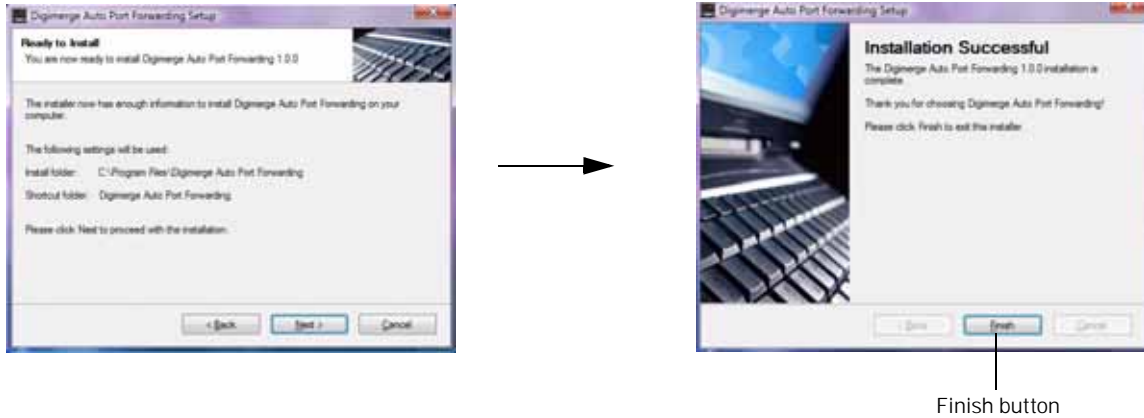 Digimerge Auto Port Forwarding Setup
Ready to Install
You are now ready to install Digimerge Auto Port Forwarding 1.0.0
The installer now has enough information to install Digimerge Auto Port Forwarding on your
computer.
The following settings will be used:
Install folder: C:\Program Files\Digimerge Auto Port Forwarding
Shortcut folder: Digimerge Auto Port Forwarding
Please click Next to proceed with the installation.
< Back
Next >
Cancel
Digimerge Auto Port Forwarding Setup
Installation Successful
The Digimerge Auto Port Forwarding 1.0.0 installation is
complete.
Thank you for choosing Digimerge Auto Port Forwarding!
Please click Finish to exit this installer.
< Back
Finish
Cancel
Finish button